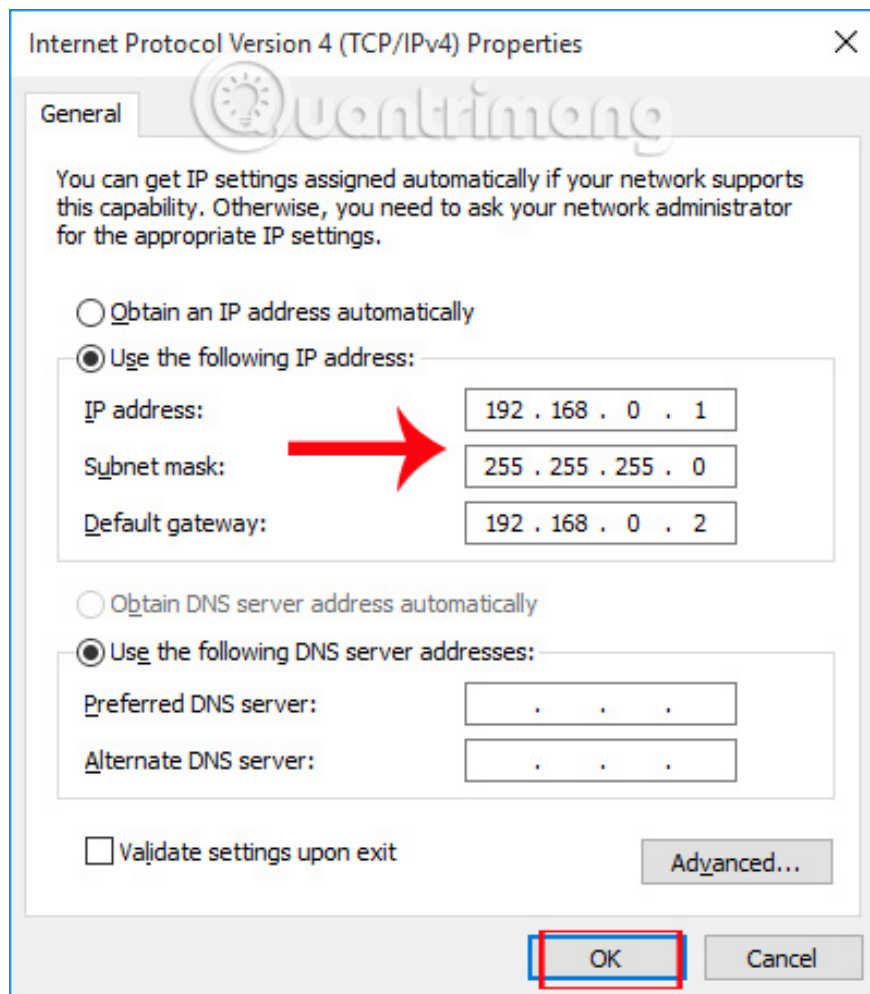 Internet Protocol Version 4 (TCP/IPv4) Properties
Quantrimang
General
You can get IP settings assigned automatically if your network supports
this capability. Otherwise, you need to ask your network administrator
for the appropriate IP settings.
Obtain an IP address automatically
Use the following IP address:
IP address: 192 . 168 . 0 . 1
Subnet mask: 255 . 255 . 255 . 0
Default gateway: 192 . 168 . 0 . 2
Obtain DNS server address automatically
Use the following DNS server addresses:
Preferred DNS server: . . .
Alternate DNS server: . . .
Validate settings upon exit
Advanced...
OK Cancel